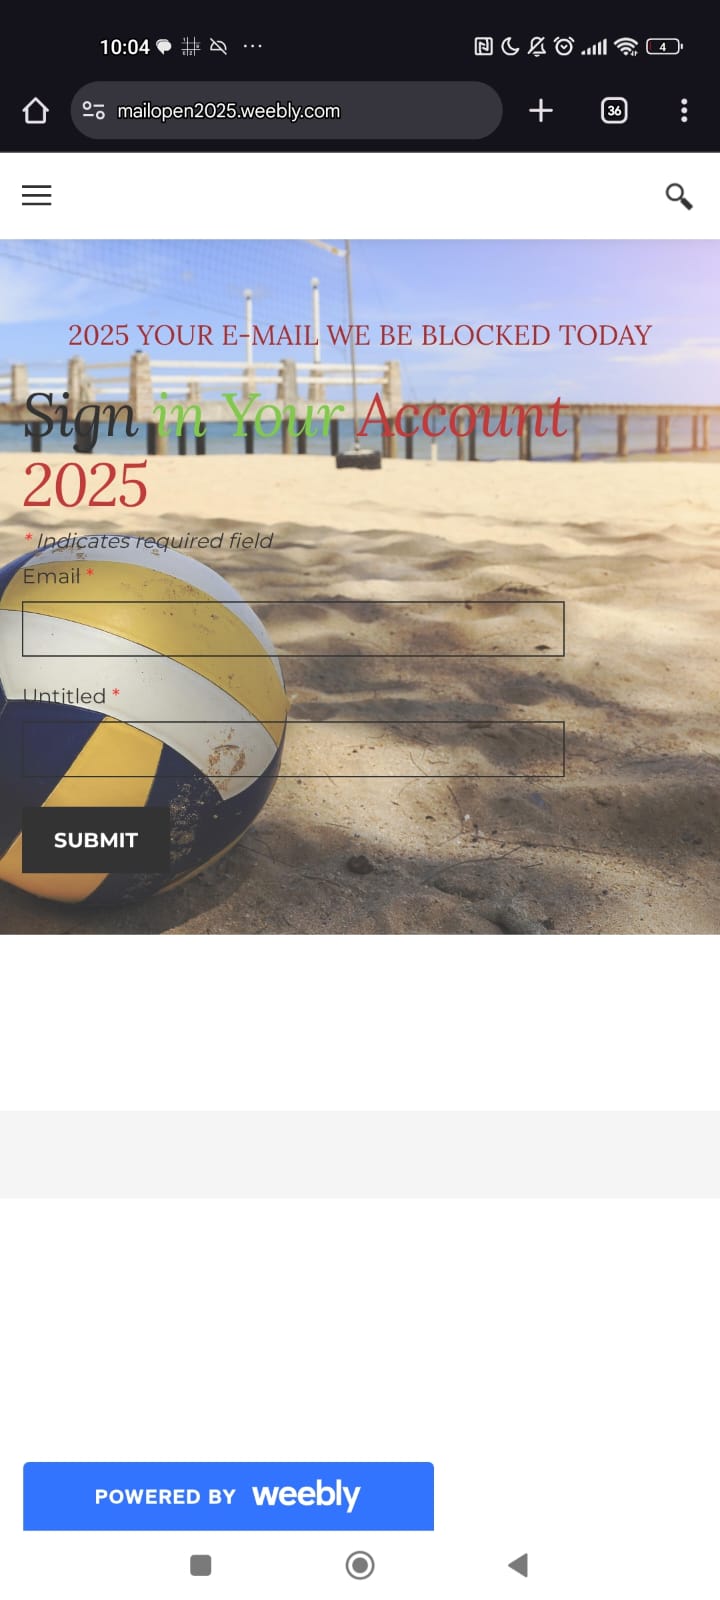 10:04
4
mailopen2025.weebly.com
36
2025 YOUR E-MAIL WE BE BLOCKED TODAY
Sign in Your Account
2025
* Indicates required field
Email *
Untitled *
SUBMIT
POWERED BY weebly